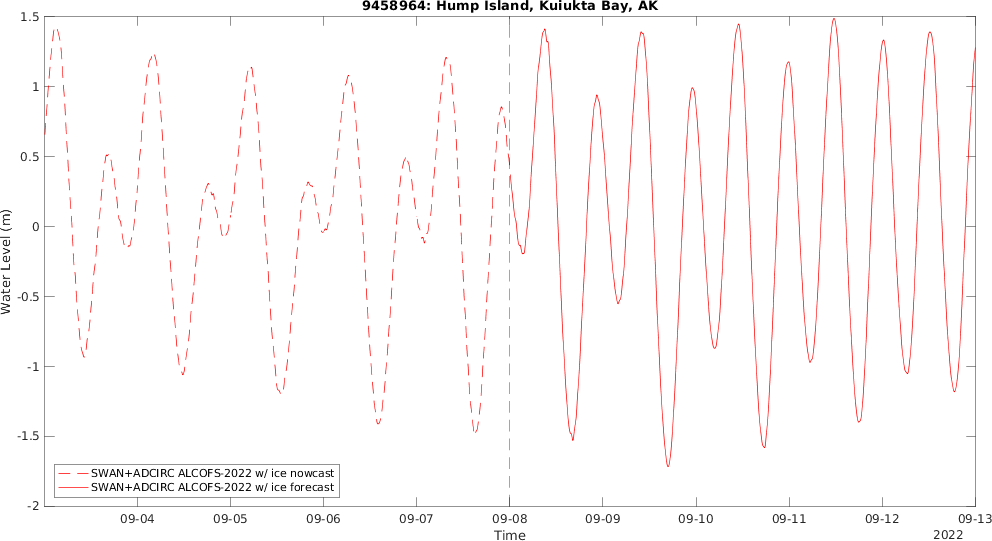 9458964: Hump Island, Kuiukta Bay, AK
1.5
1
0.5
0
-0.5
-1
-1.5
-2
Water Level (m)
SWAN+ADCIRC ALCOFS-2022 w/ ice nowcast
SWAN+ADCIRC ALCOFS-2022 w/ ice forecast
09-04 09-05 09-06 09-07 09-08 09-09 09-10 09-11 09-12 09-13
Time
2022